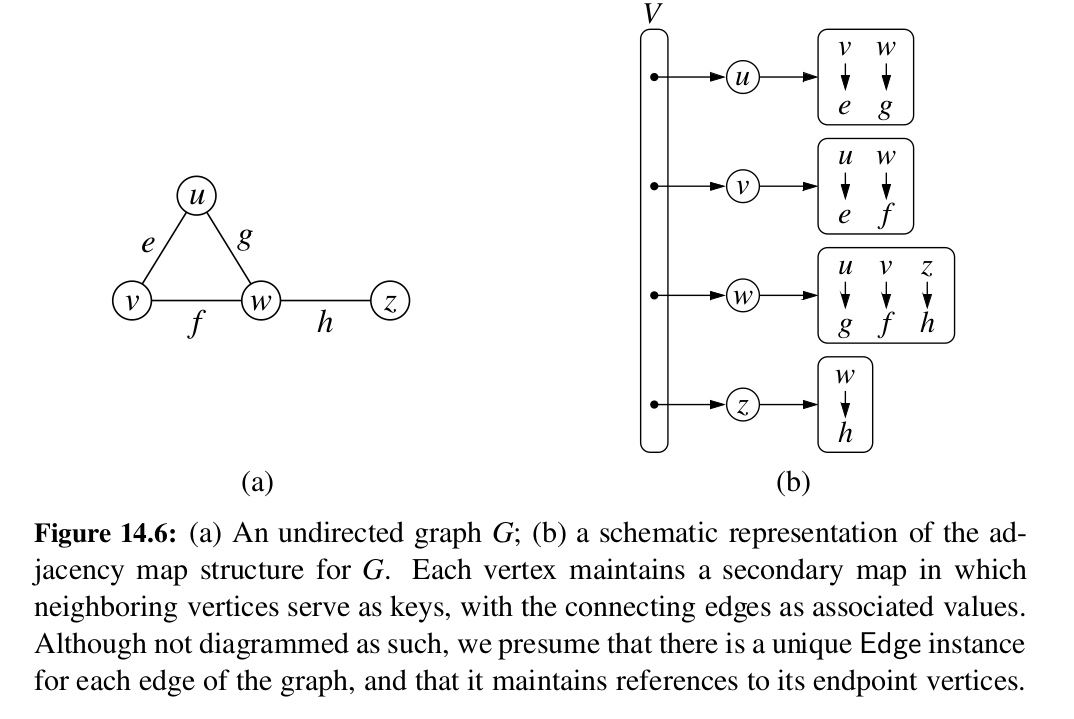 V
u
v w
e g
v
u w
e f
w
u v z
g f h
z
w
h
u
e
g
v
w
z
f
h
(a)
(b)
Figure 14.6: (a) An undirected graph G; (b) a schematic representation of the ad-
jacency map structure for G. Each vertex maintains a secondary map in which
neighboring vertices serve as keys, with the connecting edges as associated values.
Although not diagrammed as such, we presume that there is a unique Edge instance
for each edge of the graph, and that it maintains references to its endpoint vertices.